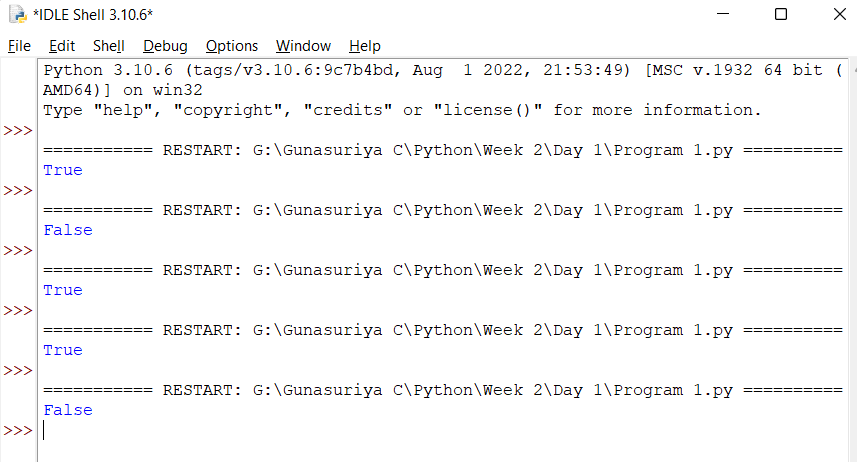 *IDLE Shell 3.10.6*
File Edit Shell Debug Options Window Help
Python 3.10.6 (tags/v3.10.6:9c7b4bd, Aug  1 2022, 21:53:49) [MSC v.1932 64 bit (
AMD64)] on win32
Type "help", "copyright", "credits" or "license()" for more information.
>>>
=========== RESTART: G:\Gunasuriya C\Python\Week 2\Day 1\Program 1.py ==========
True
>>>
=========== RESTART: G:\Gunasuriya C\Python\Week 2\Day 1\Program 1.py ==========
False
>>>
=========== RESTART: G:\Gunasuriya C\Python\Week 2\Day 1\Program 1.py ==========
True
>>>
=========== RESTART: G:\Gunasuriya C\Python\Week 2\Day 1\Program 1.py ==========
True
>>>
=========== RESTART: G:\Gunasuriya C\Python\Week 2\Day 1\Program 1.py ==========
False
>>>